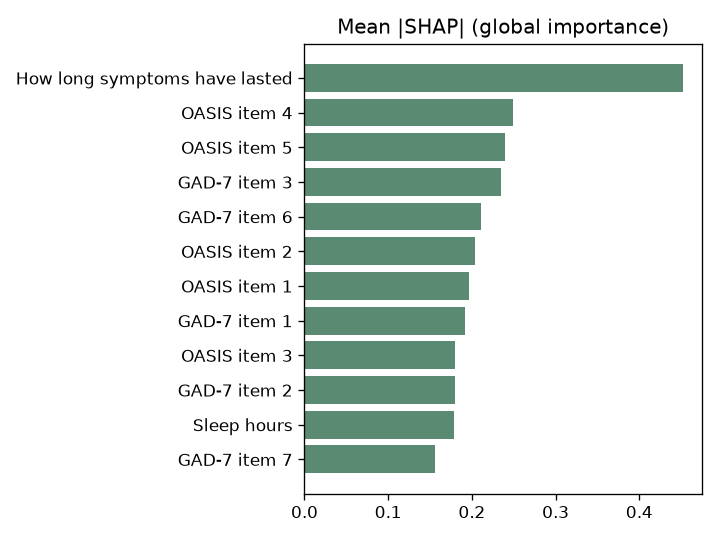 Mean |SHAP| (global importance)
How long symptoms have lasted
OASIS item 4
OASIS item 5
GAD-7 item 3
GAD-7 item 6
OASIS item 2
OASIS item 1
GAD-7 item 1
OASIS item 3
GAD-7 item 2
Sleep hours
GAD-7 item 7
0.0 0.1 0.2 0.3 0.4